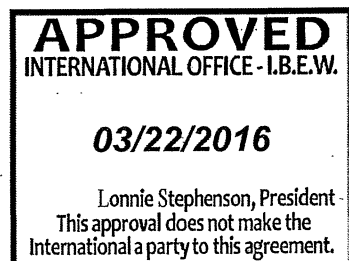 APPROVED
INTERNATIONAL OFFICE - I.B.E.W.
03/22/2016
Lonnie Stephenson, President
This approval does not make the
International a party to this agreement.